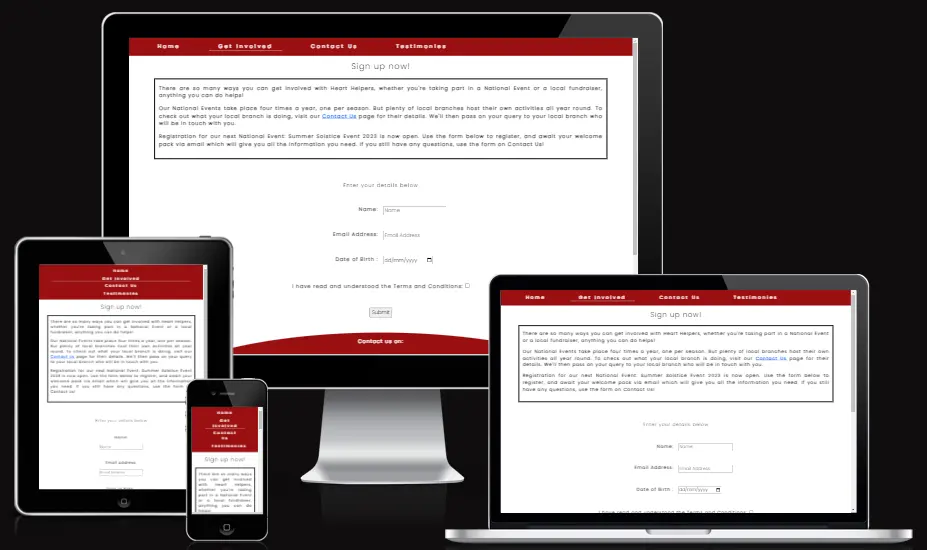 Home Get Involved Contact Us Testimonies
Sign up now!
There are so many ways you can get involved with Heart Helpers, whether you're taking part in a National Event or a local fundraiser,
anything you can do helps!
Our National Events take place four times a year, one per season. But plenty of local branches host their own activities all year round. To
check out what your local branch is doing, visit our Contact Us page for their details. We'll then pass on your query to your local branch who
will be in touch with you.
Registration for our next National Event: Summer Solstice Event 2023 is now open. Use the form below to register, and await your welcome
pack via email which will give you all the information you need. If you still have any questions, use the form on Contact Us!
Enter your details below
Name: Name
Email Address: Email Address
Date of Birth : dd/mm/yyyy
I have read and understood the Terms and Conditions:
Submit
Contact us on:
Home
Get Involved
Contact Us
Testimonies
Sign up now!
There are so many ways you can get involved with Heart Helpers,
whether you're taking part in a National Event or a local
fundraiser, anything you can do helps!
Our National Events take place four times a year, one per season.
But plenty of local branches host their own activities all year
round. To check out what your local branch is doing, visit our
Contact Us page for their details. We'll then pass on your query
to your local branch who will be in touch with you.
Registration for our next National Event: Summer Solstice Event
2023 is now open. Use the form below to register, and await your
welcome pack via email which will give you all the information
you need. If you still have any questions, use the form on
Contact Us!
Enter your details below
Name
Name
Email Address
Email Address
Home
Get
Involved
Contact
Us
Testimonies
Sign up now!
There are so many ways
you can get involved
with Heart Helpers,
whether you're taking
part in a National Event
or a local fundraiser,
anything you can do
helps!
Home Get Involved Contact Us Testimonies
Sign up now!
There are so many ways you can get involved with Heart Helpers, whether you're taking part in a National Event
or a local fundraiser, anything you can do helps!
Our National Events take place four times a year, one per season. But plenty of local branches host their own
activities all year round. To check out what your local branch is doing, visit our Contact Us page for their
details. We'll then pass on your query to your local branch who will be in touch with you.
Registration for our next National Event: Summer Solstice Event 2023 is now open. Use the form below to
register, and await your welcome pack via email which will give you all the information you need. If you still
have any questions, use the form on Contact Us!
Enter your details below
Name: Name
Email Address: Email Address
Date of Birth : dd/mm/yyyy
I have read and understood the Terms and Conditions: